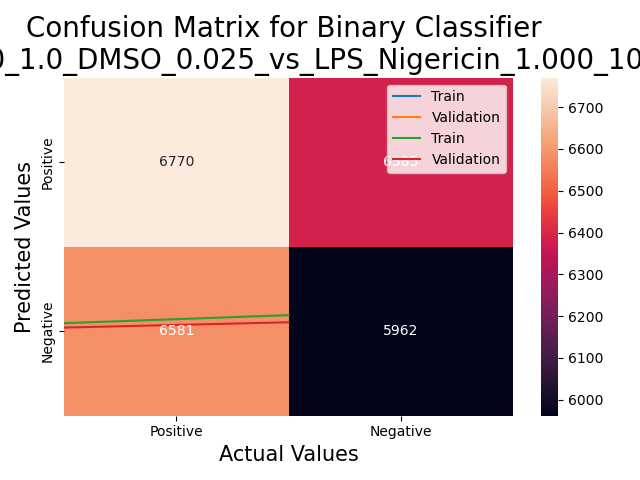 Confusion Matrix for Binary Classifier
0_1.0_DMSO_0.025_vs_LPS_Nigericin_1.000_10
Train
Validation
Train
Validation
6770
6385
6581
5962
Positive
Negative
Predicted Values
Positive
Negative
Actual Values
6700
6600
6500
6400
6300
6200
6100
6000